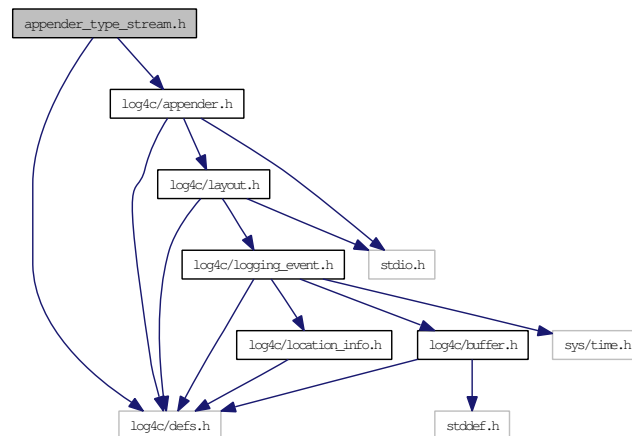 appender_type_stream.h
log4c/appender.h
log4c/layout.h
log4c/logging_event.h
stdio.h
log4c/location_info.h
log4c/buffer.h
sys/time.h
log4c/defs.h
stddef.h